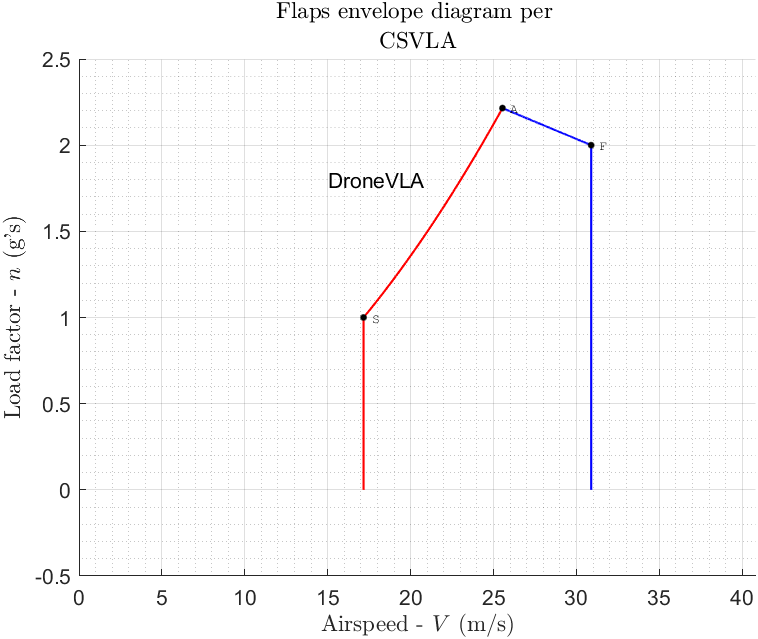 Flaps envelope diagram per
CSVLA
2.5
2
1.5
1
0.5
0
-0.5
A
F
DroneVLA
S
Load factor - n (g's)
0 5 10 15 20 25 30 35 40
Airspeed - V (m/s)